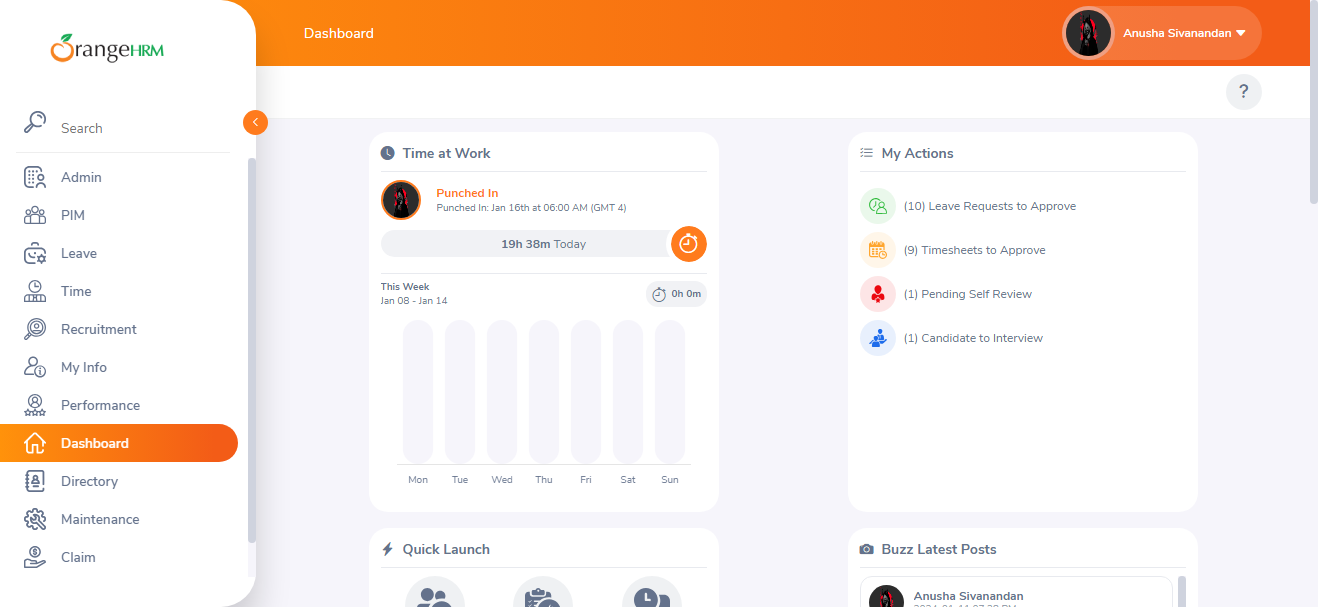 OrangeHRM
Dashboard
Anusha Sivanandan
Search
?
Admin
PIM
Leave
Time
Recruitment
My Info
Performance
Dashboard
Directory
Maintenance
Claim
Time at Work
Punched In
Punched In: Jan 16th at 06:00 AM (GMT 4)
19h 38m Today
This Week
Jan 08 - Jan 14
0h 0m
Mon Tue Wed Thu Fri Sat Sun
My Actions
(10) Leave Requests to Approve
(9) Timesheets to Approve
(1) Pending Self Review
(1) Candidate to Interview
Quick Launch
Buzz Latest Posts
Anusha Sivanandan